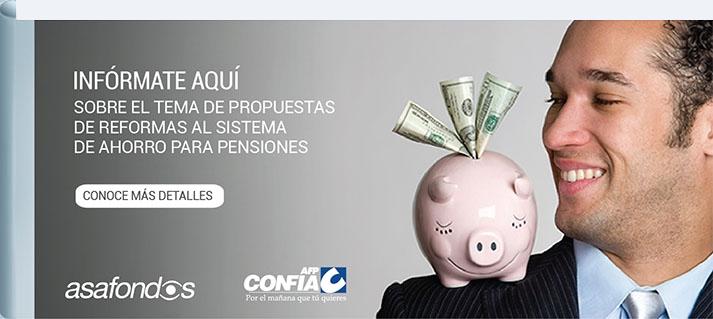 INFÓRMATE AQUÍ
SOBRE EL TEMA DE PROPUESTAS
DE REFORMAS AL SISTEMA
DE AHORRO PARA PENSIONES
CONOCE MÁS DETALLES
asafondos
AFP
CONFÍA
Por el mañana que tú quieres